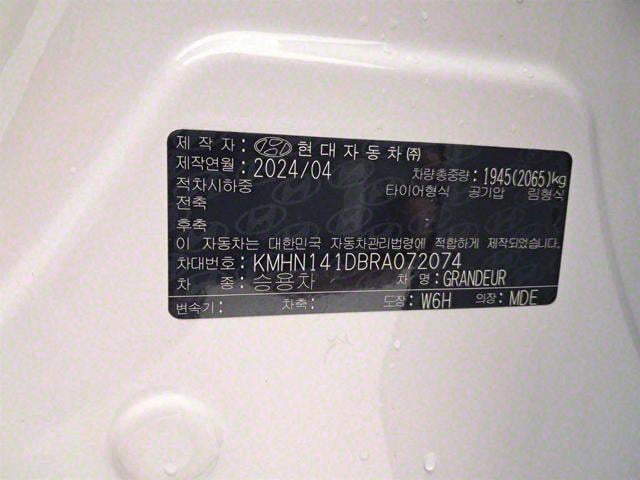 제 작 자: 현대자동차㈜
제작연월: 2024/04 차량총중량: 1945(2065)kg
적차시하중 타이어형식 공기압 림형식
전축
후축
이 자동차는 대한민국 자동차관리법령에 적합하게 제작되었습니다.
차대번호: KMHN141DBRA072074
차 종: 승용차 차 명: GRANDEUR
변속기: 차축: 도장: W6H 의장: MDE